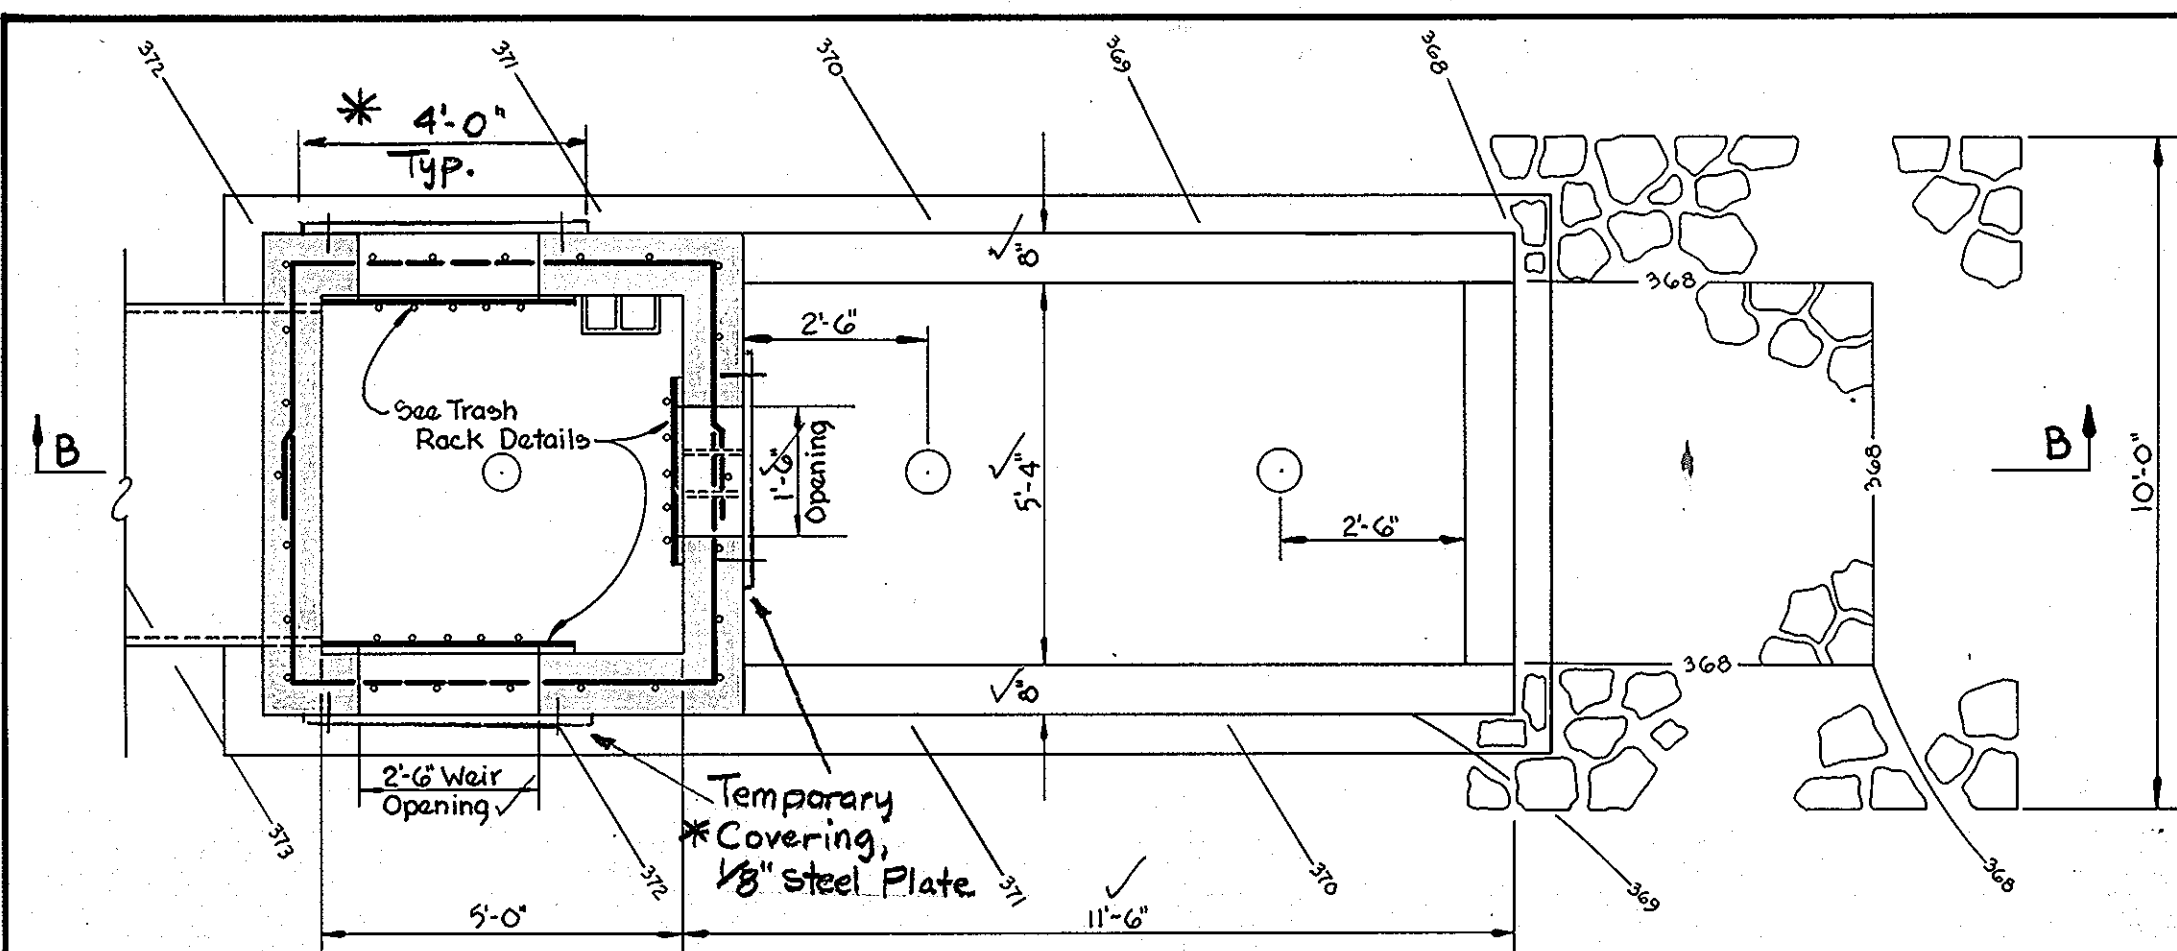 372
371
370
369
368
* 4'-0"
Typ.
✓ 8"
368
2'-6"
See Trash
Rack Details
✓ 1'-6"
Opening
✓ 5'-4"
B
B
368
10'-0"
2'-6"
368
✓ 8"
2'-6" Weir
Opening ✓
Temporary
* Covering,
1/8" Steel Plate
373
372
371
370
369
368
5'-0"
✓
11'-6"